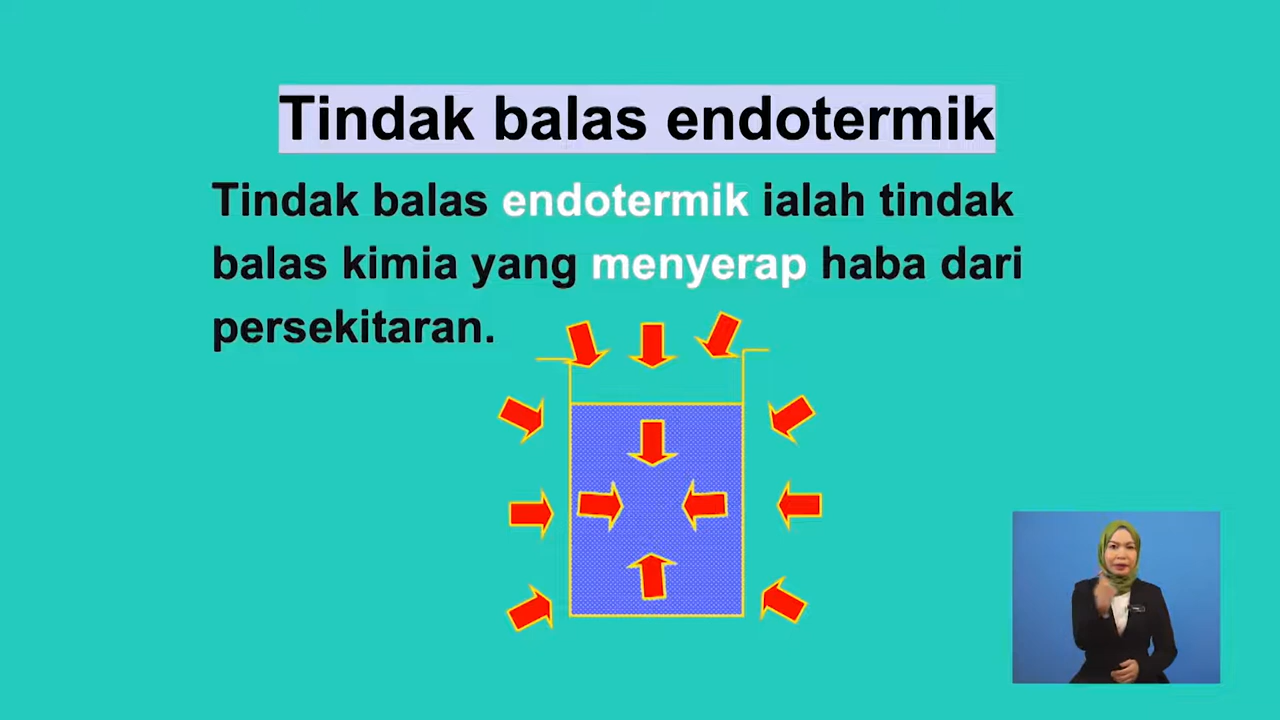 Tindak balas endotermik
Tindak balas endotermik ialah tindak
balas kimia yang menyerap haba dari
persekitaran.